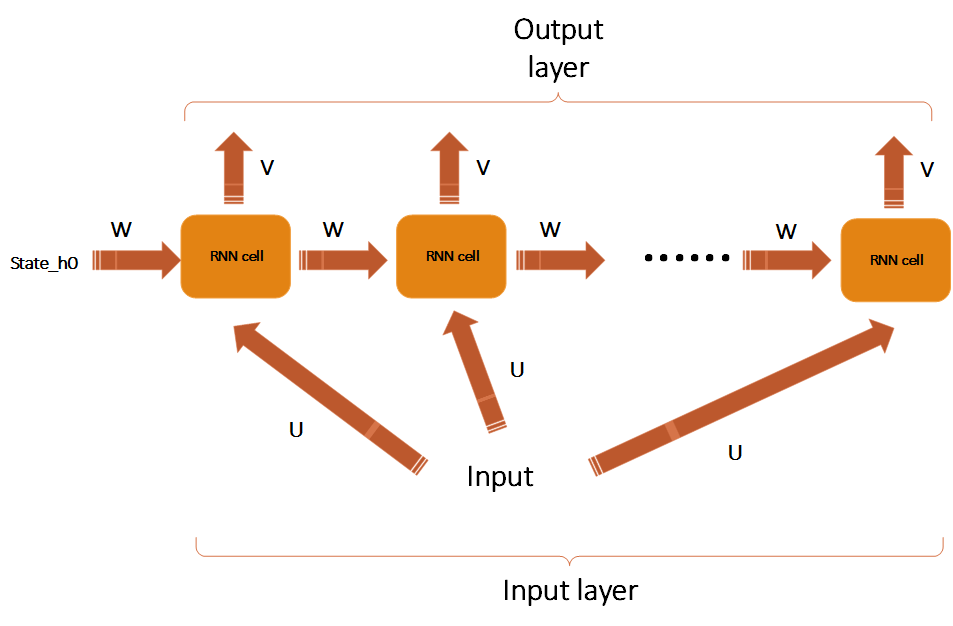 Output
layer
V
V
V
W
W
W
W
State_h0
RNN cell
RNN cell
RNN cell
U
U
U
Input
Input layer